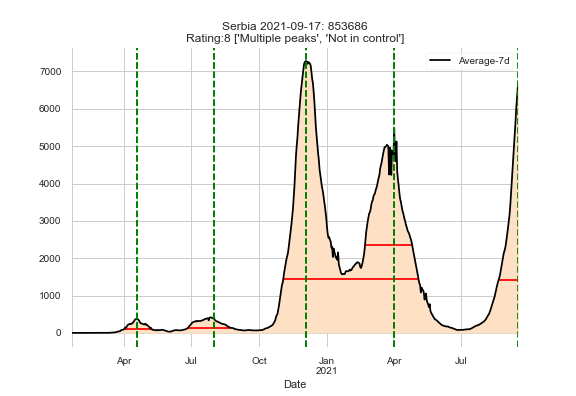 Serbia 2021-09-17: 853686
Rating:8 ['Multiple peaks', 'Not in control']
Average-7d
7000
6000
5000
4000
3000
2000
1000
0
Apr Jul Oct Jan Apr Jul
2021
Date